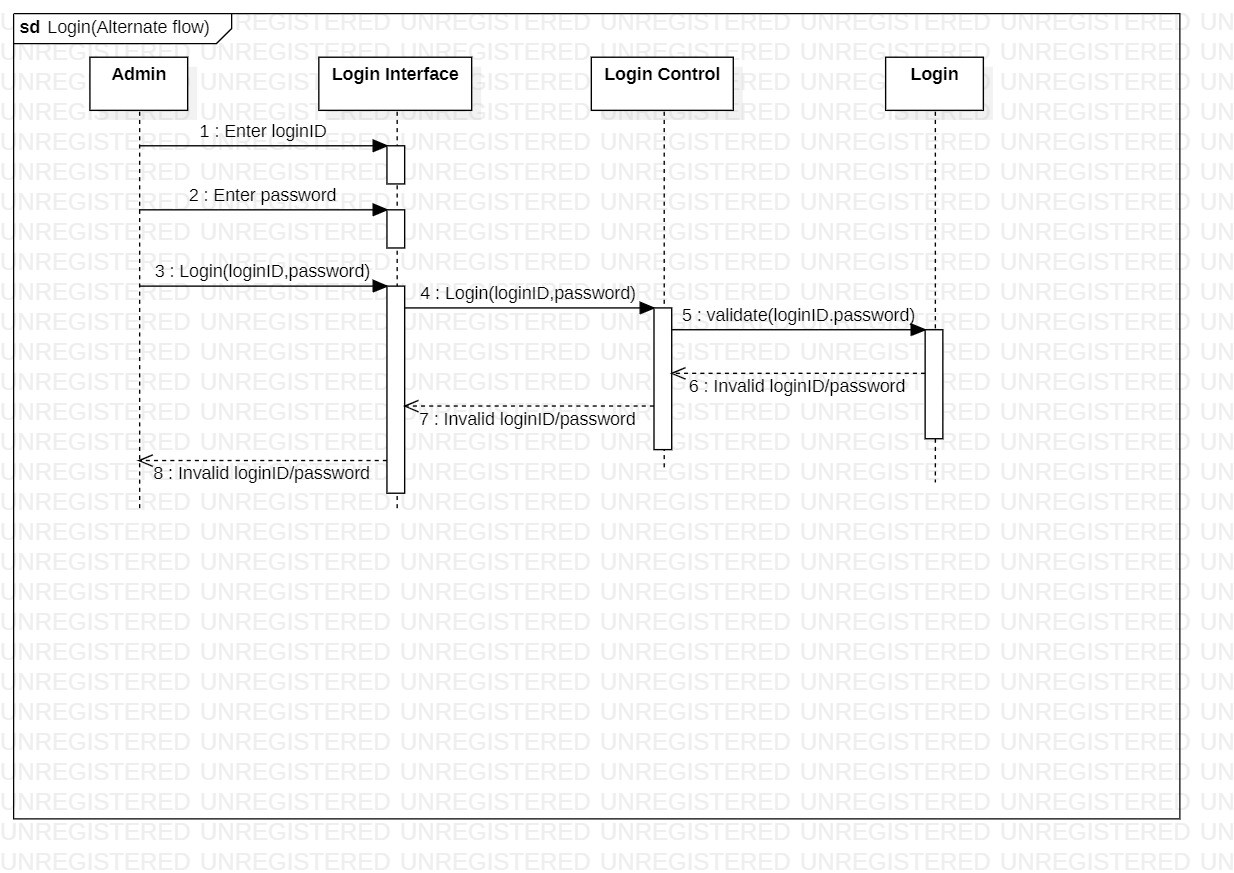 sd Login(Alternate flow)
Admin
Login Interface
Login Control
Login
1 : Enter loginID
2 : Enter password
3 : Login(loginID,password)
4 : Login(loginID,password)
5 : validate(loginID.password)
6 : Invalid loginID/password
7 : Invalid loginID/password
8 : Invalid loginID/password
UNREGISTERED UNREGISTERED UNREGISTERED UNREGISTERED UNREGISTERED UNREGISTERED UN